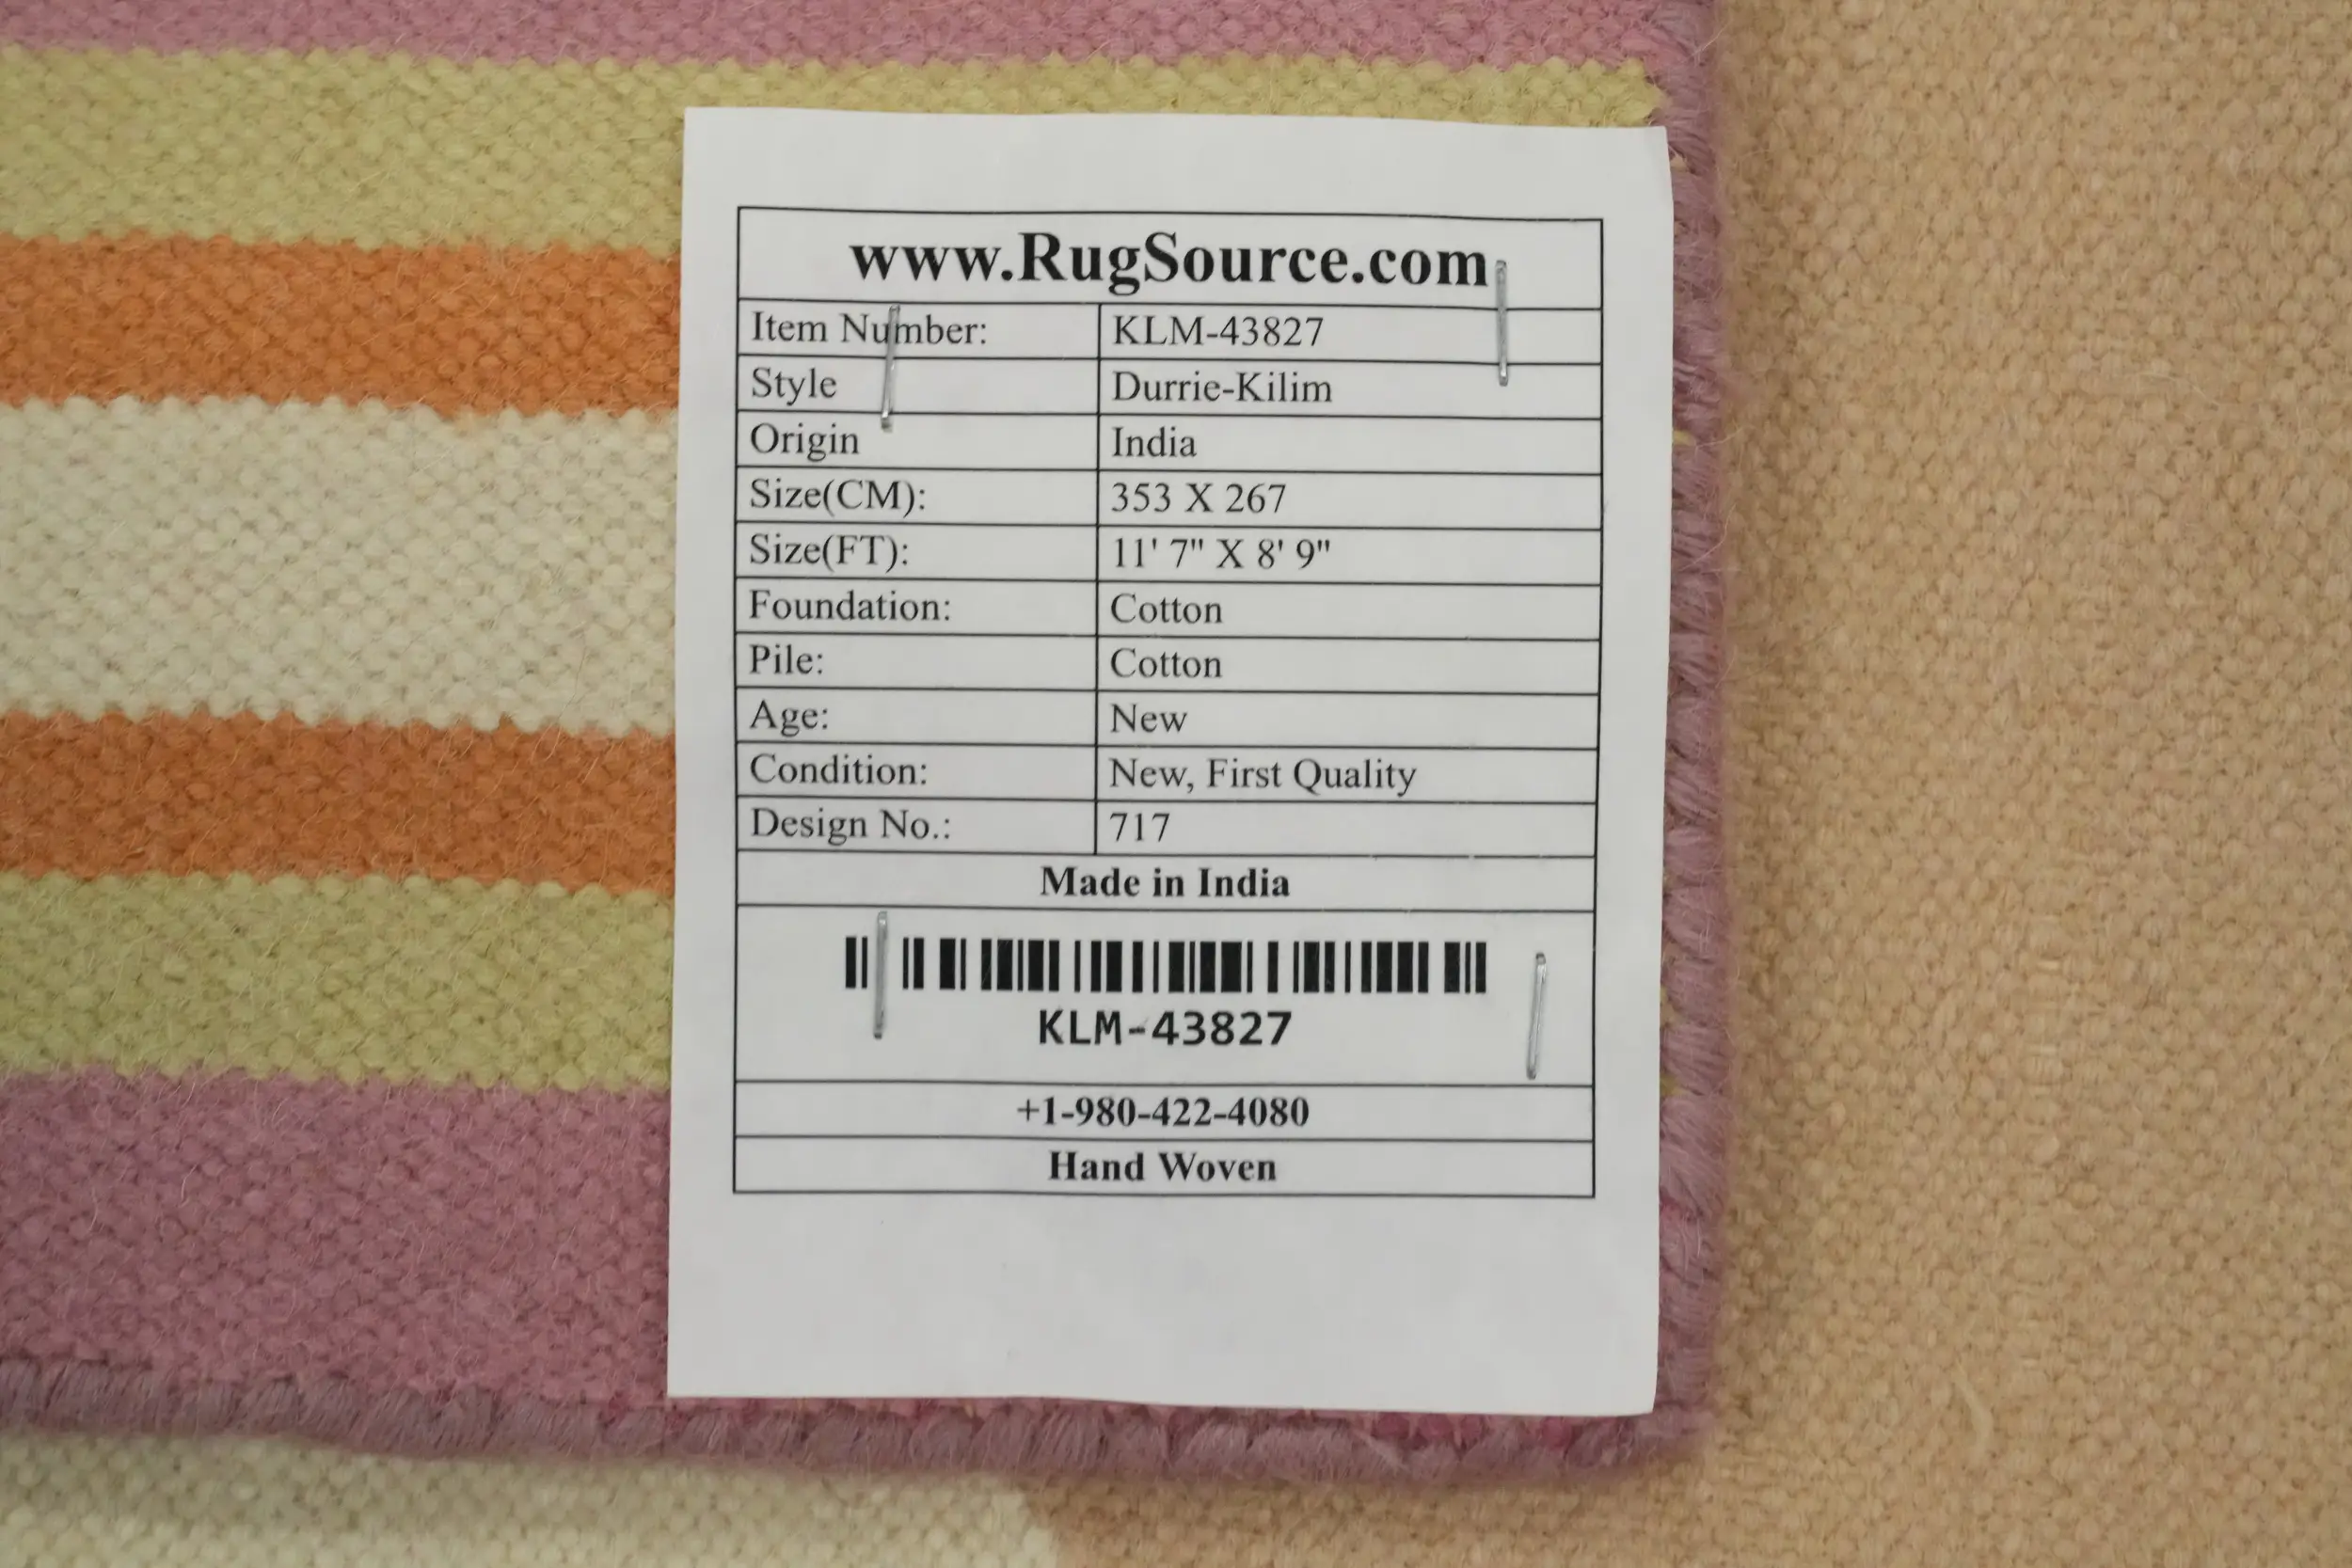 www.RugSource.com
Item Number: KLM-43827
Style Durrie-Kilim
Origin India
Size(CM): 353 X 267
Size(FT): 11' 7" X 8' 9"
Foundation: Cotton
Pile: Cotton
Age: New
Condition: New, First Quality
Design No.: 717
Made in India
KLM-43827
+1-980-422-4080
Hand Woven